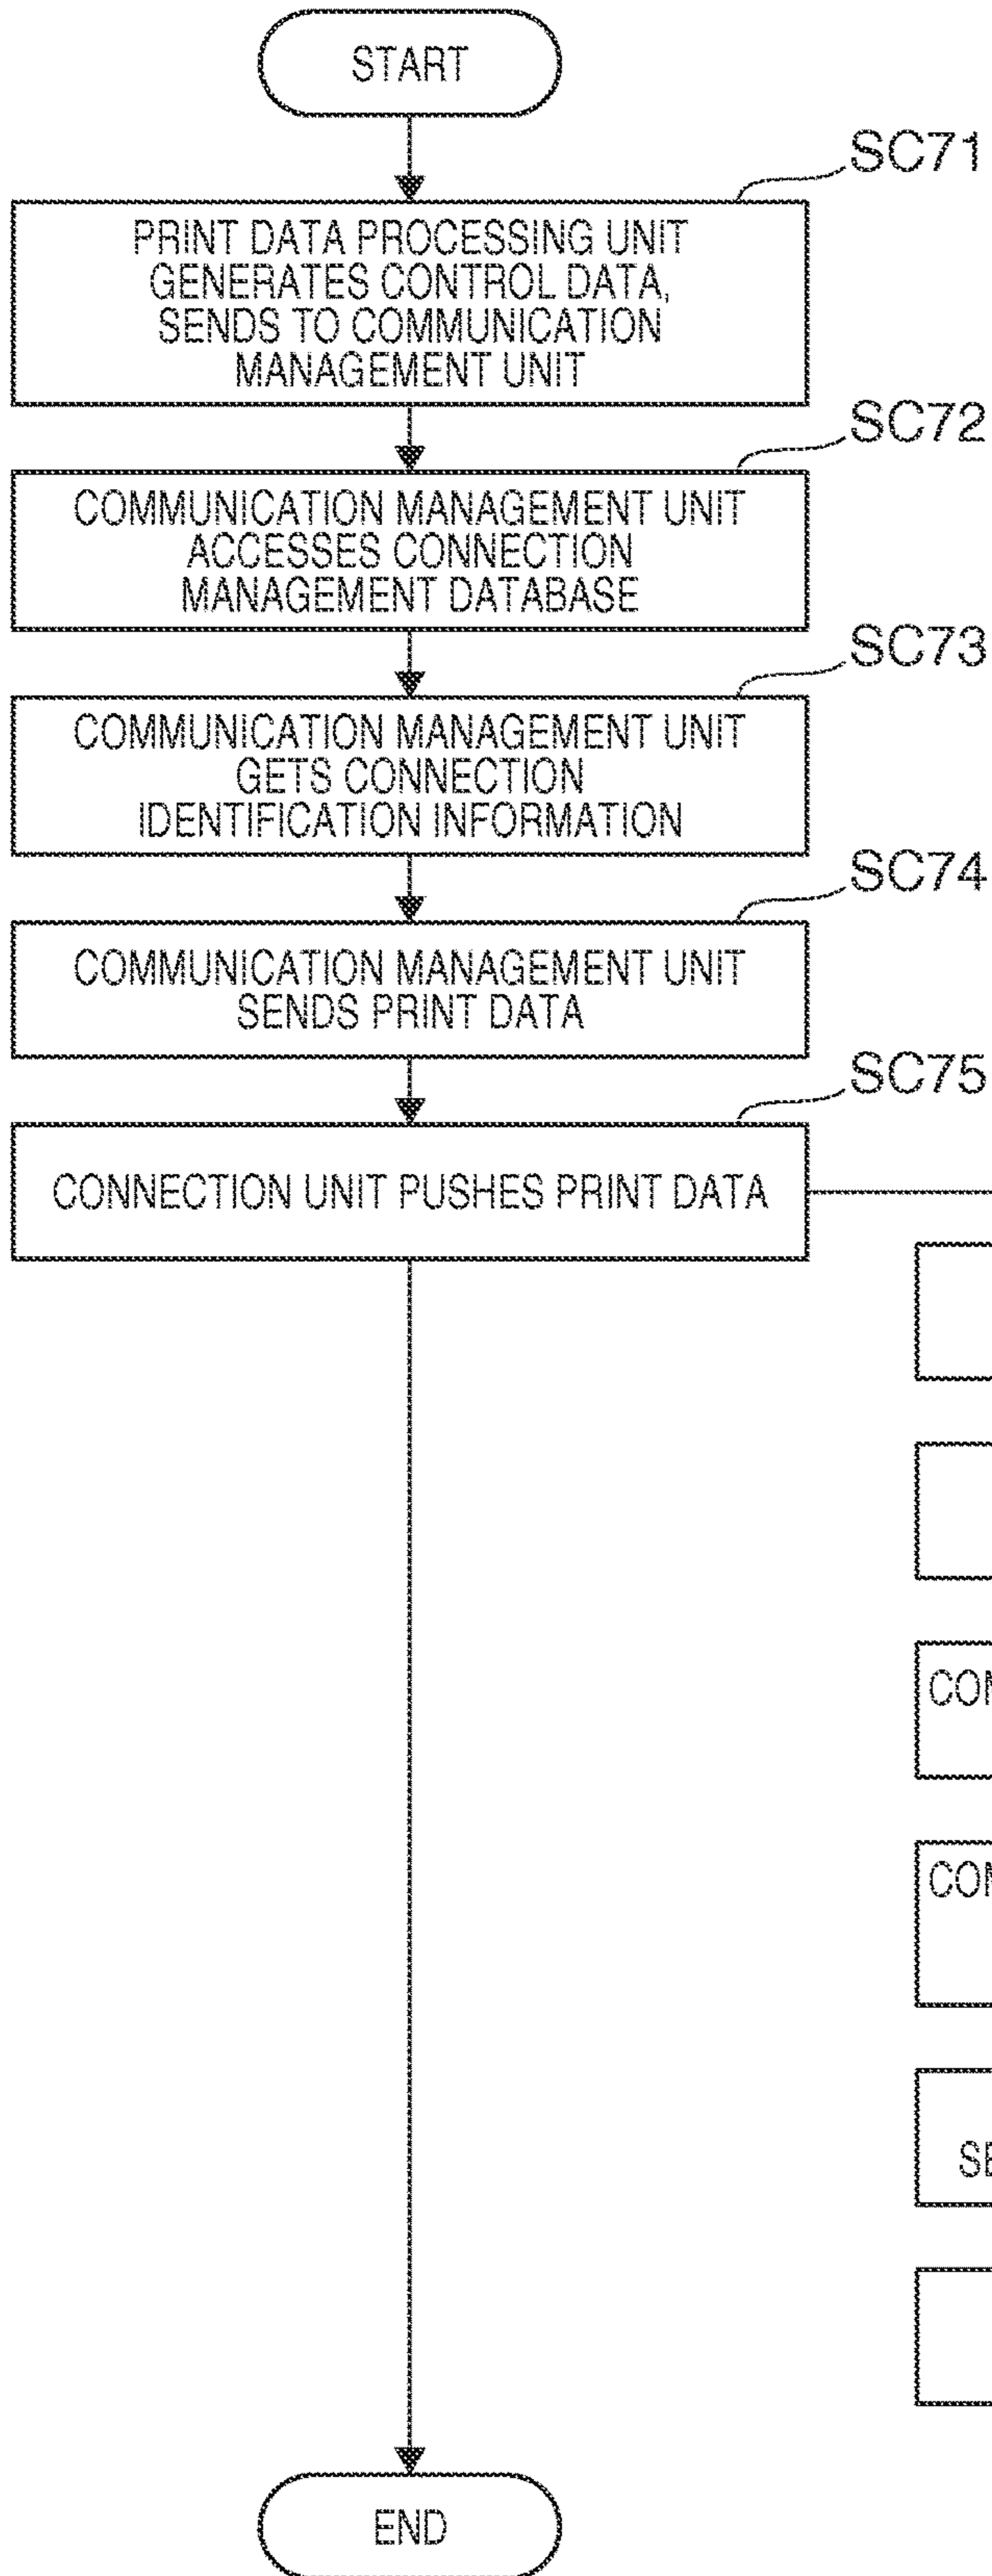 START
SC71
PRINT DATA PROCESSING UNIT
GENERATES CONTROL DATA,
SENDS TO COMMUNICATION
MANAGEMENT UNIT
SC72
COMMUNICATION MANAGEMENT UNIT
ACCESSES CONNECTION
MANAGEMENT DATABASE
SC73
COMMUNICATION MANAGEMENT UNIT
GETS CONNECTION
IDENTIFICATION INFORMATION
SC74
COMMUNICATION MANAGEMENT UNIT
SENDS PRINT DATA
SC75
CONNECTION UNIT PUSHES PRINT DATA
END